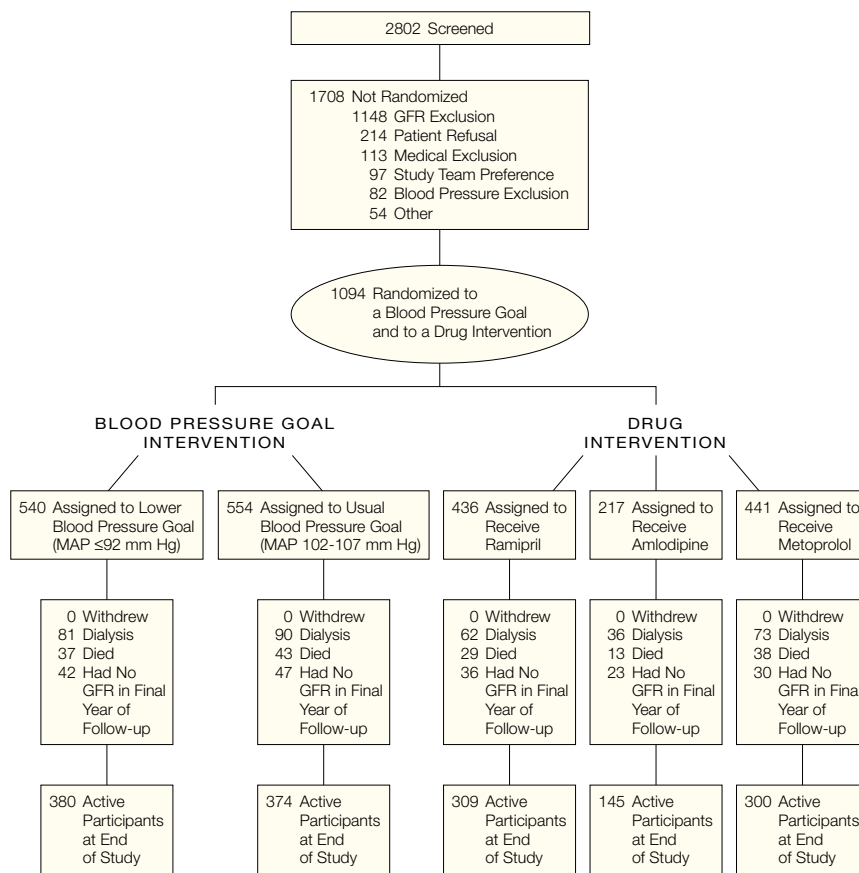 2802 Screened
1708 Not Randomized
1148 GFR Exclusion
214 Patient Refusal
113 Medical Exclusion
97 Study Team Preference
82 Blood Pressure Exclusion
54 Other
1094 Randomized to
a Blood Pressure Goal
and to a Drug Intervention
BLOOD PRESSURE GOAL
INTERVENTION
DRUG
INTERVENTION
540 Assigned to Lower
Blood Pressure Goal
(MAP ≤92 mm Hg)
554 Assigned to Usual
Blood Pressure Goal
(MAP 102-107 mm Hg)
436 Assigned to
Receive
Ramipril
217 Assigned to
Receive
Amlodipine
441 Assigned to
Receive
Metoprolol
0 Withdrew
81 Dialysis
37 Died
42 Had No
GFR in Final
Year of
Follow-up
0 Withdrew
90 Dialysis
43 Died
47 Had No
GFR in Final
Year of
Follow-up
0 Withdrew
62 Dialysis
29 Died
36 Had No
GFR in Final
Year of
Follow-up
0 Withdrew
36 Dialysis
13 Died
23 Had No
GFR in Final
Year of
Follow-up
0 Withdrew
73 Dialysis
38 Died
30 Had No
GFR in Final
Year of
Follow-up
380 Active
Participants
at End
of Study
374 Active
Participants
at End
of Study
309 Active
Participants
at End
of Study
145 Active
Participants
at End
of Study
300 Active
Participants
at End
of Study